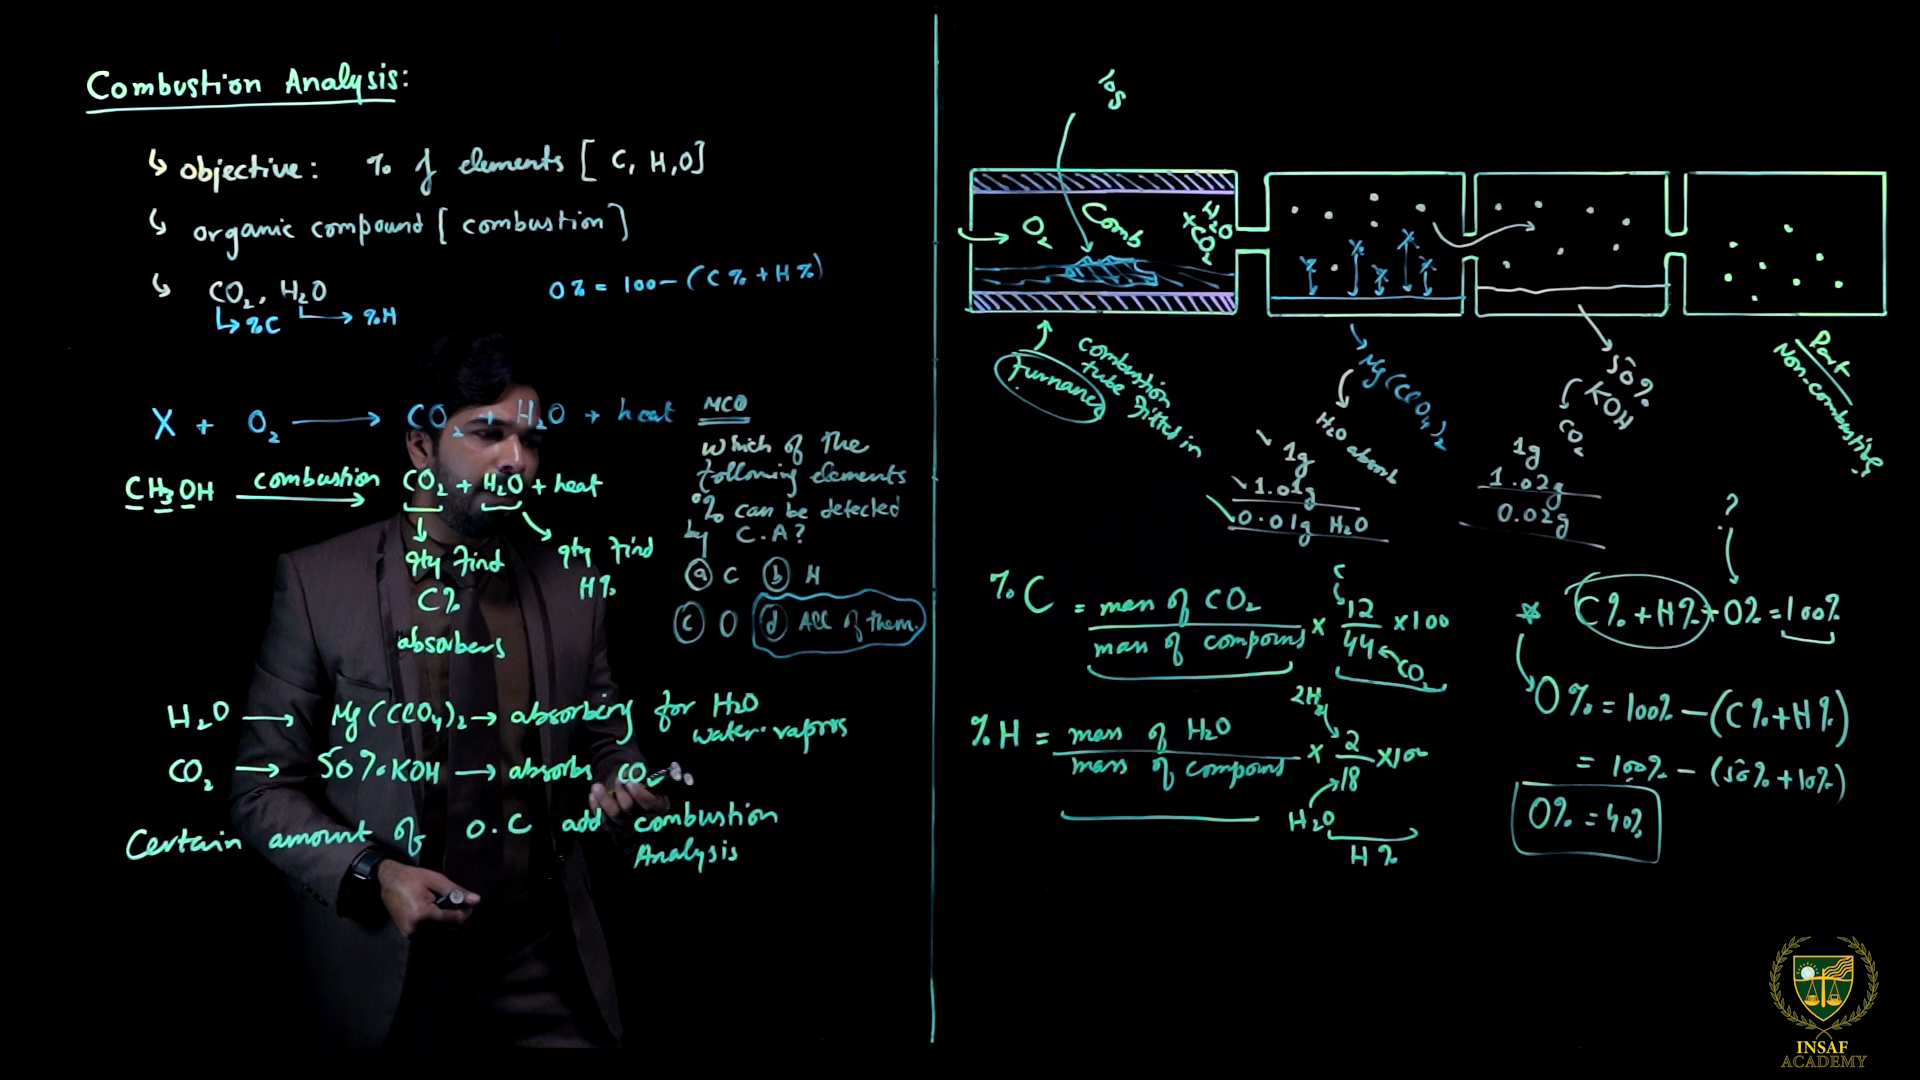 Combustion Analysis:
↳ objective: % of elements [ C, H, O ]
↳ organic compound [ combustion ]
↳ CO₂, H₂O
↳ %C → %H
O% = 100 - ( C % + H % )
X + O₂ → CO₂ + H₂O + heat
CH₃OH combustion → CO₂ + H₂O + heat
qty find
C%
absorbers
qty find
H%
MCQ
Which of the
following elements
% can be detected
by C.A?
(a) C (b) H
(c) O (d) All of them.
H₂O → Mg(ClO₄)₂ → absorbing for H₂O
water vapors
CO₂ → 50% KOH → absorbs CO₂
Certain amount of O.C add combustion
Analysis
O₂ Comb
H₂O
CO₂
furnance
combustion
tube fitted in
Mg(ClO₄)₂
H₂O absorb
50%
KOH
CO₂
Part
Non-combustive
1g
1.01g
0.01g H₂O
1g
1.02g
0.02g
%C = mass of CO₂ / mass of compound × 12 / 44 × 100
C
CO₂
%H = mass of H₂O / mass of compound × 2 / 18 × 100
2H
H₂O
H%
?
* C% + H% + O% = 100%
O% = 100% - (C% + H%)
= 100% - (50% + 10%)
O% = 40%
INSAF
ACADEMY